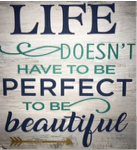 LIFE
DOESN'T
HAVE TO BE
PERFECT
TO BE
beautiful